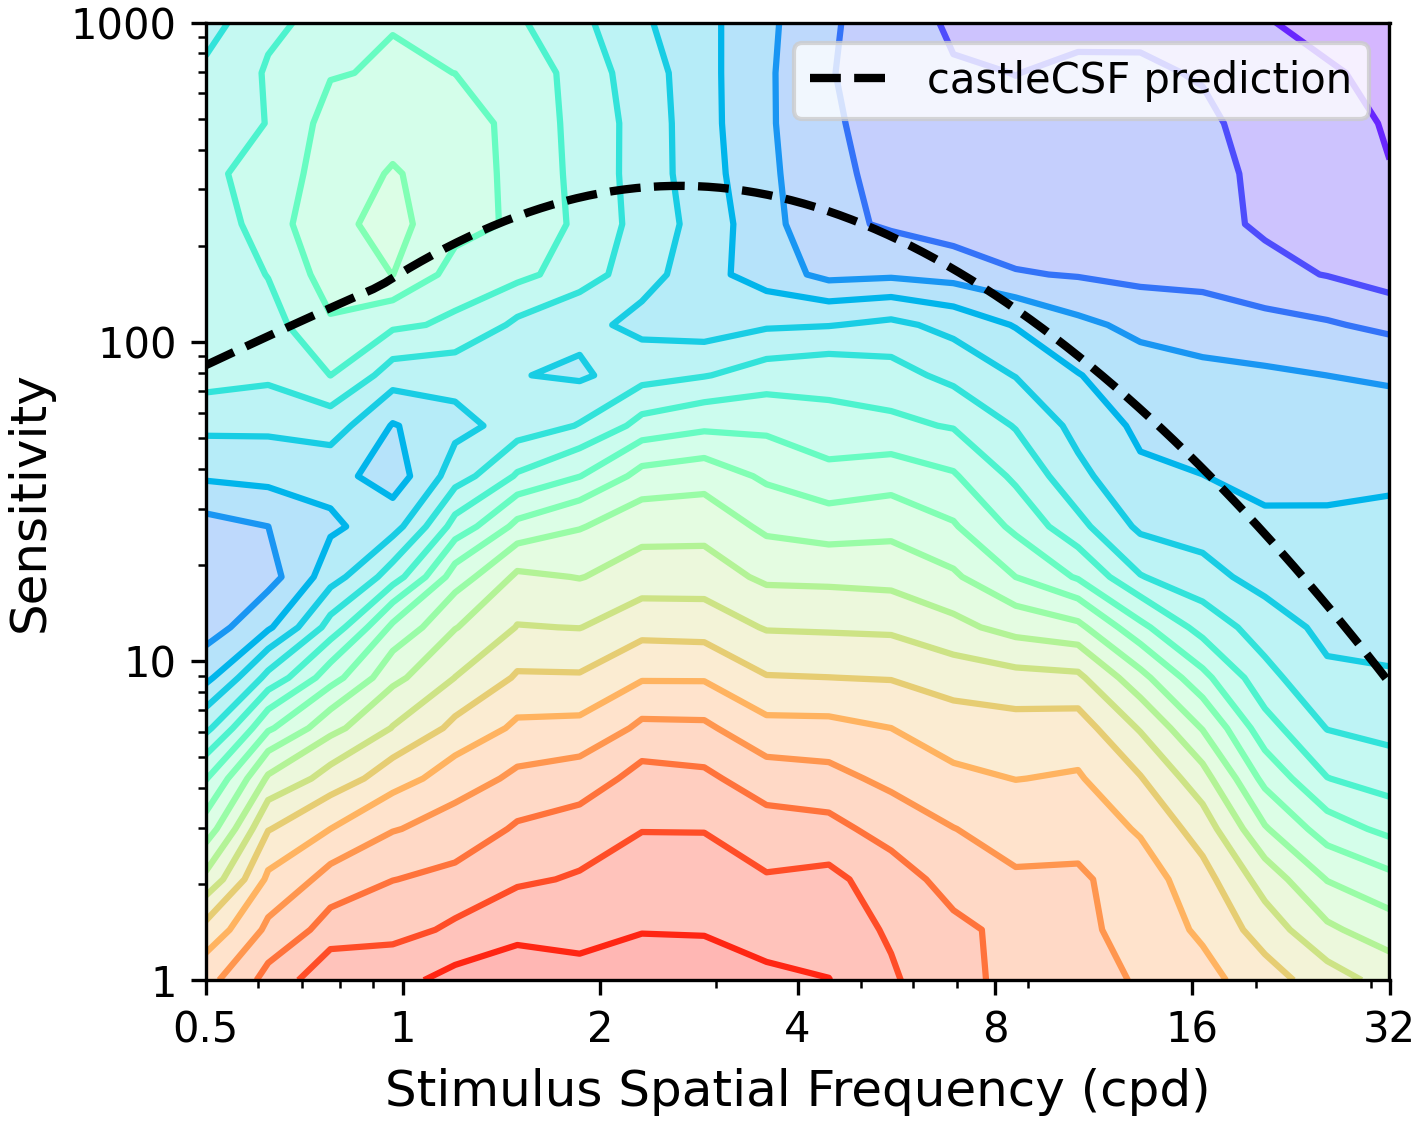 1000
castleCSF prediction
100
Sensitivity
10
1
0.5 1 2 4 8 16 32
Stimulus Spatial Frequency (cpd)